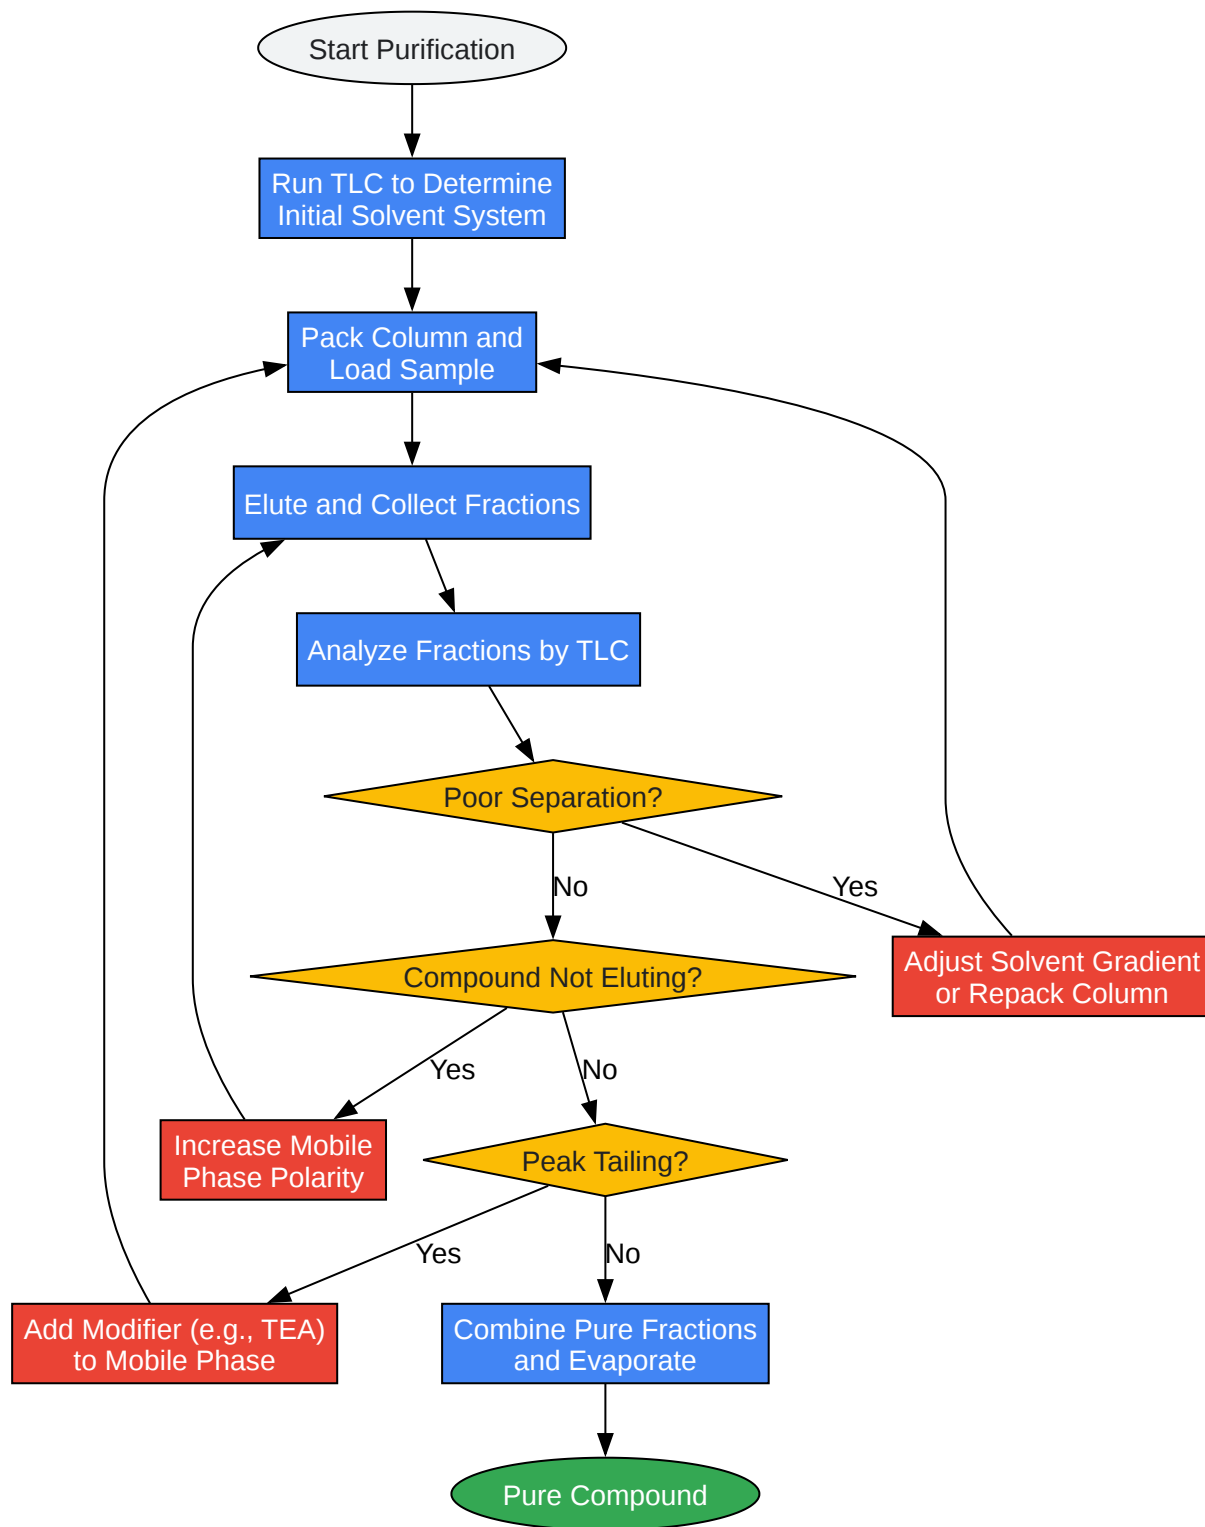 Start Purification
Run TLC to Determine
Initial Solvent System
Pack Column and
Load Sample
Elute and Collect Fractions
Analyze Fractions by TLC
Poor Separation?
No
Yes
Compound Not Eluting?
Adjust Solvent Gradient
or Repack Column
Yes
No
Increase Mobile
Phase Polarity
Peak Tailing?
Yes
No
Add Modifier (e.g., TEA)
to Mobile Phase
Combine Pure Fractions
and Evaporate
Pure Compound